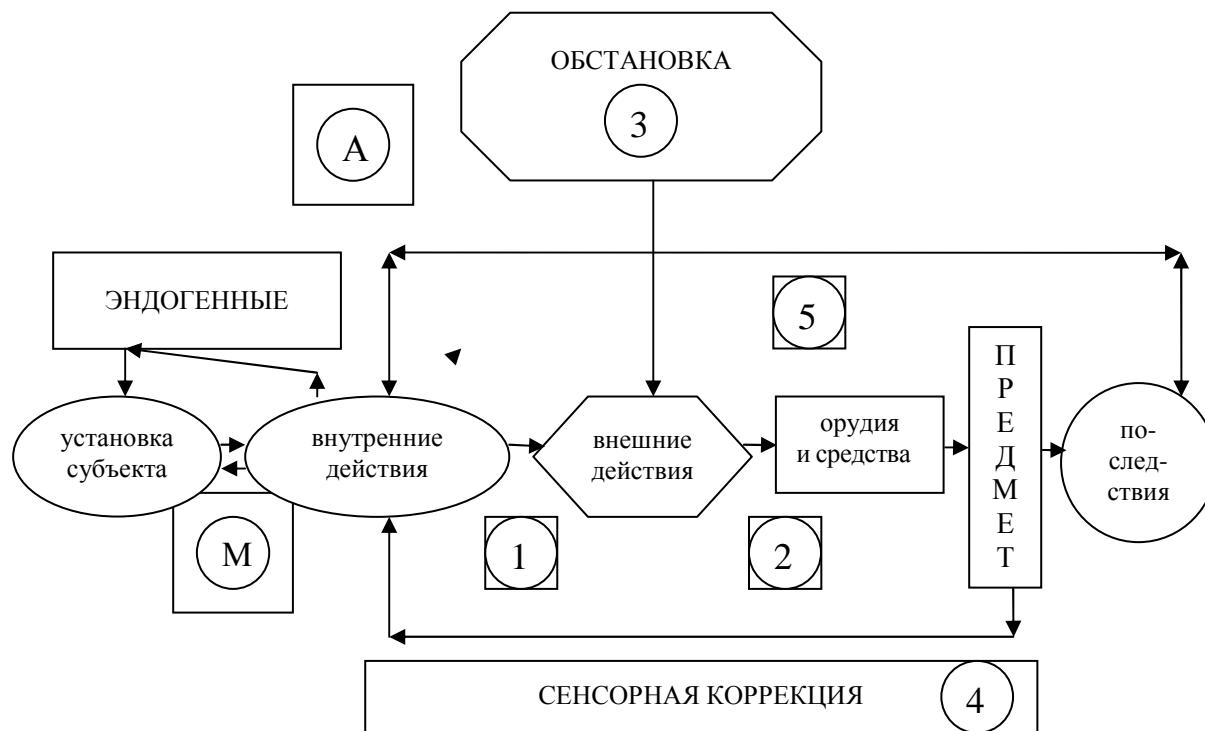 ОБСТАНОВКА
3
А
ЭНДОГЕННЫЕ
5
установка
субъекта
внутренние
действия
внешние
действия
орудия
и средства
П
Р
Е
Д
М
Е
Т
по-
след-
ствия
М
1
2
СЕНСОРНАЯ КОРРЕКЦИЯ
4